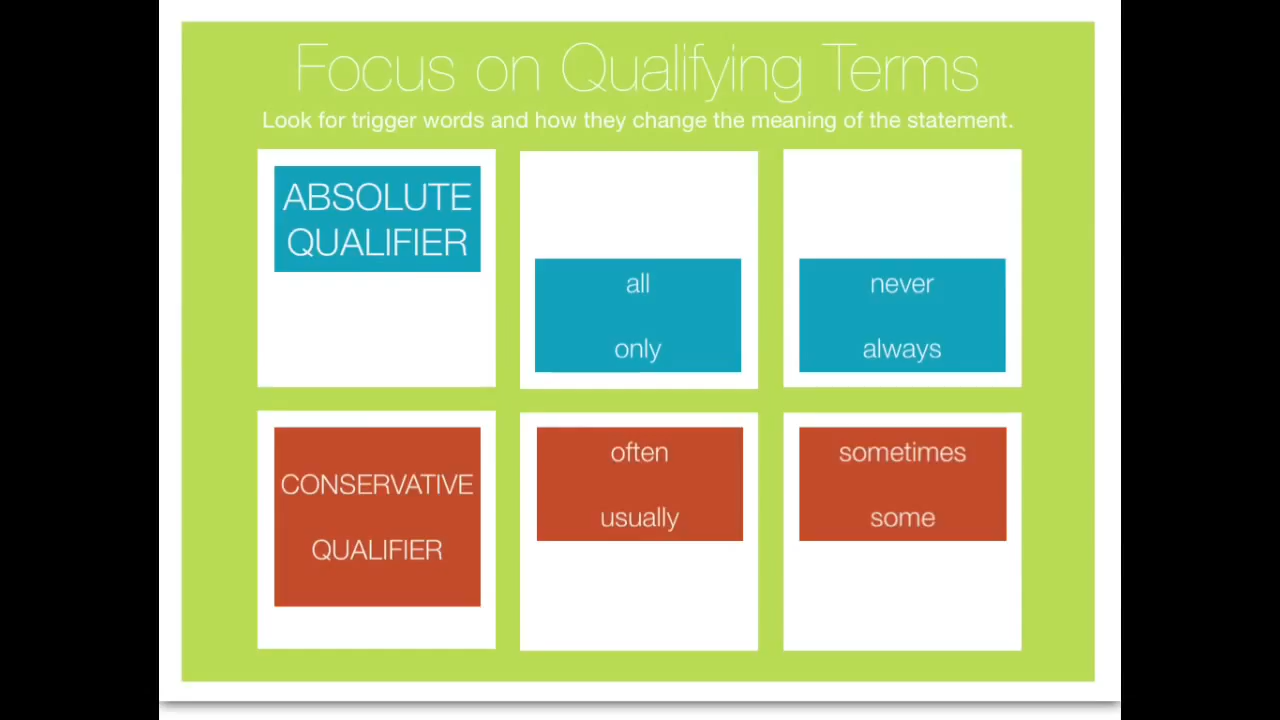 Focus on Qualifying Terms
Look for trigger words and how they change the meaning of the statement.
ABSOLUTE
QUALIFIER
all
only
never
always
CONSERVATIVE
QUALIFIER
often
usually
sometimes
some